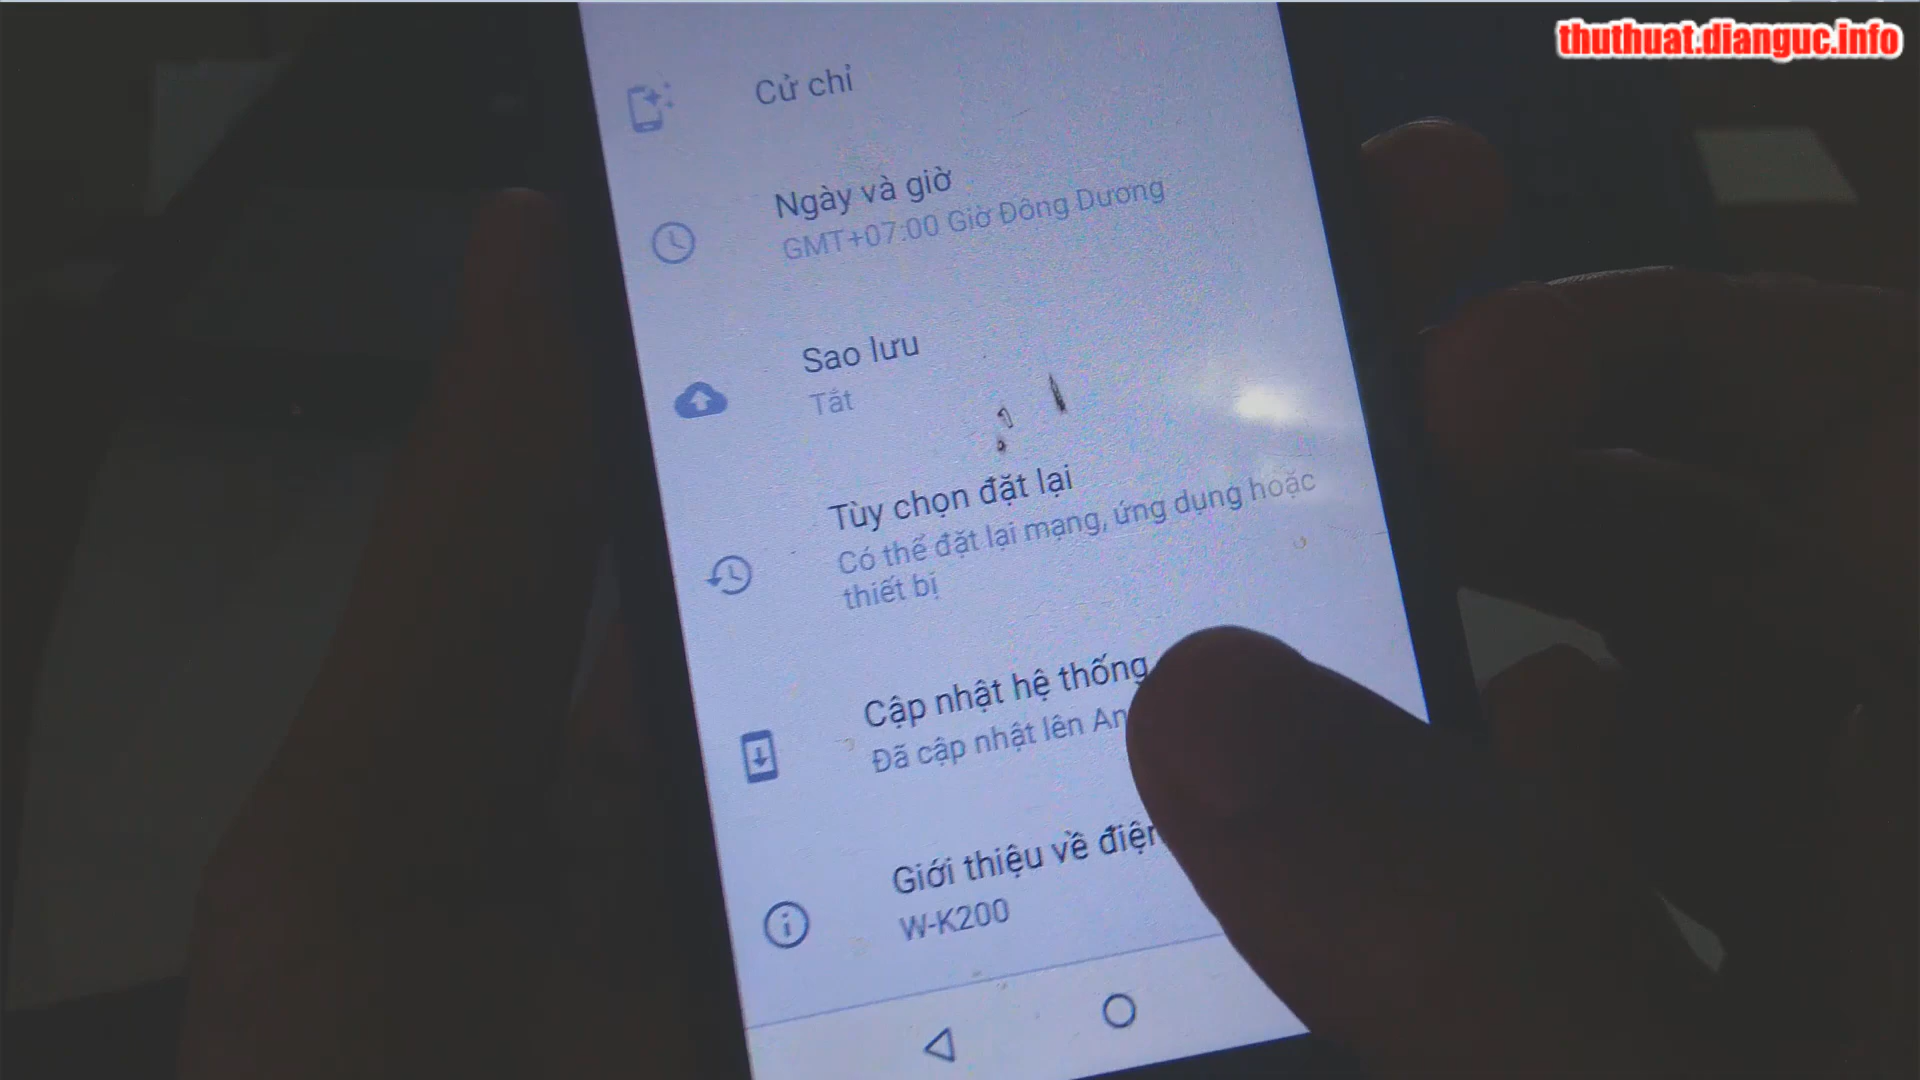 thuthuat.dianguc.info
Cử chỉ
Ngày và giờ
GMT+07:00 Giờ Đông Dương
Sao lưu
Tắt
Tùy chọn đặt lại
Có thể đặt lại mạng, ứng dụng hoặc
thiết bị
Cập nhật hệ thống
Đã cập nhật lên
Giới thiệu về
W-K200